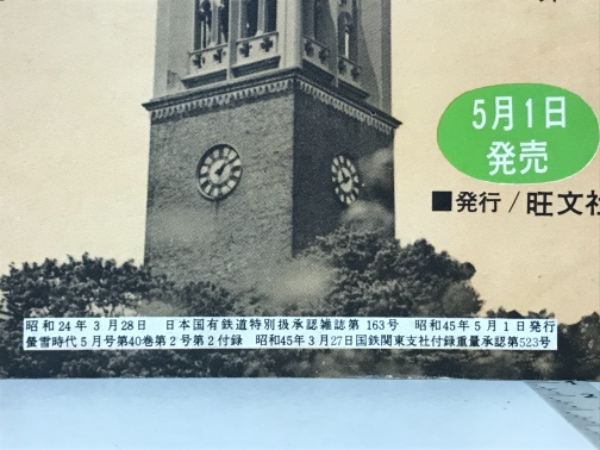 5月1日
発売
■発行/旺文社
昭和24年3月28日 日本国有鉄道特別扱承認雑誌第163号 昭和45年5月1日発行
螢雪時代5月号第40巻第2号第2付録 昭和45年3月27日国鉄関東支社付録重量承認第523号